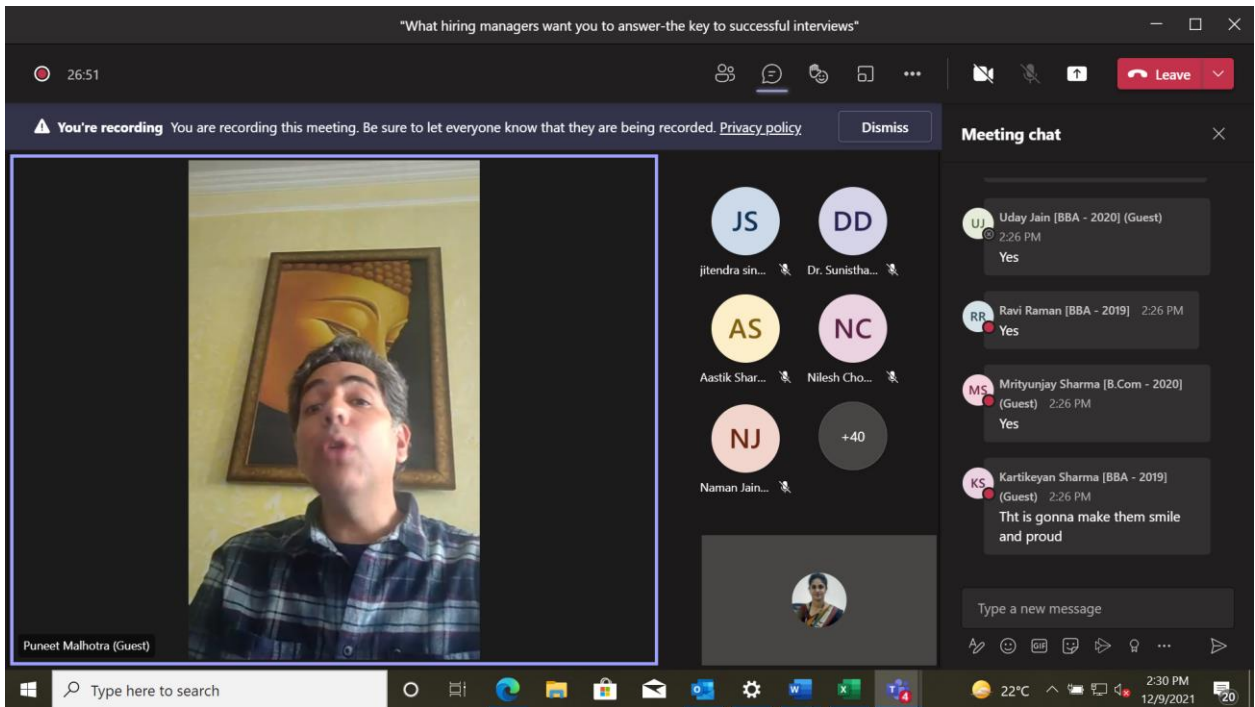 "What hiring managers want you to answer-the key to successful interviews"
26:51
Leave
You're recording You are recording this meeting. Be sure to let everyone know that they are being recorded. Privacy policy
Dismiss
Meeting chat
JS
jitendra sin...
DD
Dr. Sunistha...
AS
Aastik Shar...
NC
Nilesh Cho...
NJ
Naman Jain...
+40
Puneet Malhotra (Guest)
UJ
Uday Jain [BBA - 2020] (Guest)
2:26 PM
Yes
RR
Ravi Raman [BBA - 2019] 2:26 PM
Yes
MS
Mrityunjay Sharma [B.Com - 2020]
(Guest) 2:26 PM
Yes
KS
Kartikeyan Sharma [BBA - 2019]
(Guest) 2:26 PM
Tht is gonna make them smile
and proud
Type a new message
GIF
Type here to search
4
22°C
2:30 PM
12/9/2021
20